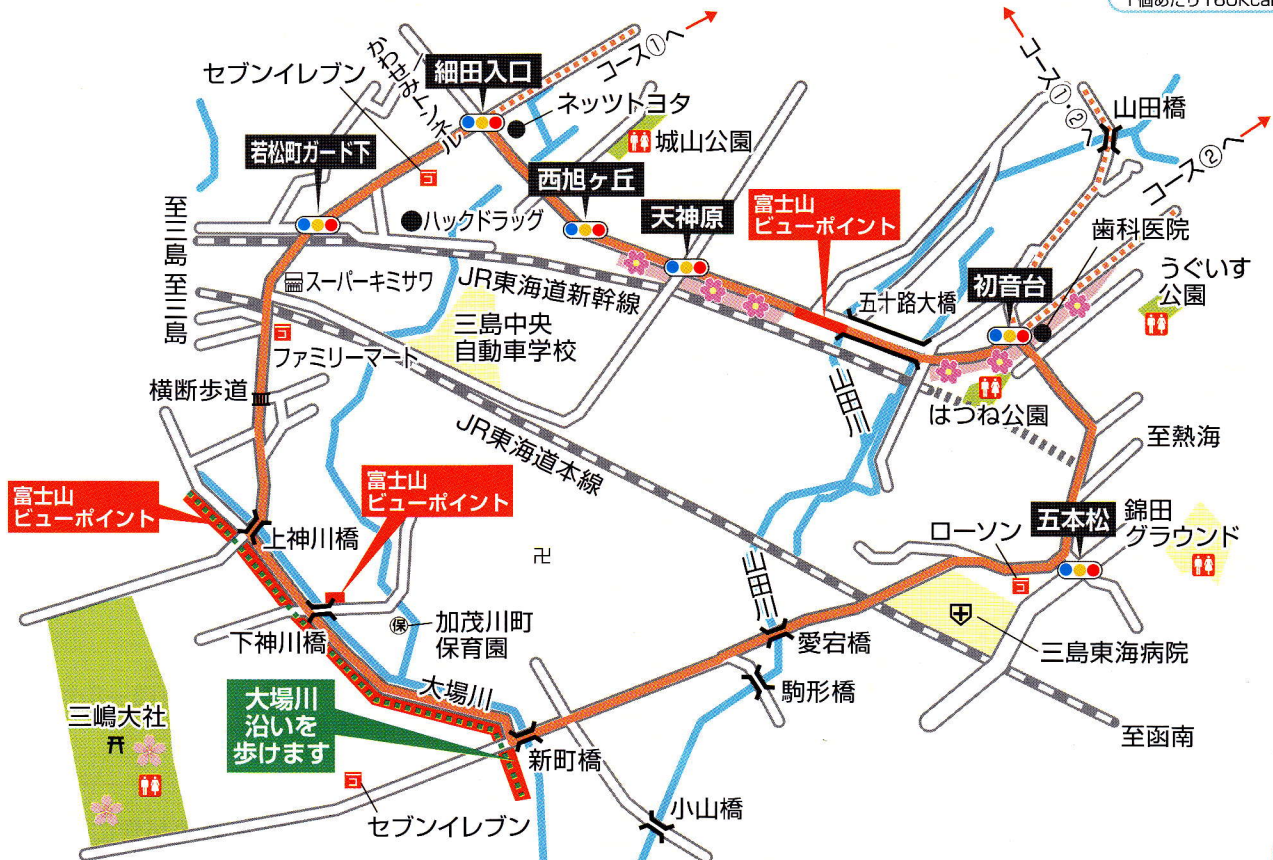 1個あたり160Kcal
コース①へ
かわせみトンネル
セブンイレブン
細田入口
ネッツトヨタ
城山公園
若松町ガード下
西旭ヶ丘
天神原
富士山
ビューポイント
コース①・②へ
山田橋
コース②へ
歯科医院
うぐいす
公園
初音台
五十路大橋
至三島
至三島
ハックドラッグ
スーパーキミサワ
JR東海道新幹線
三島中央
自動車学校
ファミリーマート
横断歩道
JR東海道本線
山田川
はつね公園
至熱海
富士山
ビューポイント
富士山
ビューポイント
上神川橋
卍
ローソン
五本松
錦田
グラウンド
山田川
下神川橋
保
加茂川町
保育園
愛宕橋
三島東海病院
駒形橋
大場川
大場川
沿いを
歩けます
三嶋大社
新町橋
至函南
小山橋
セブンイレブン